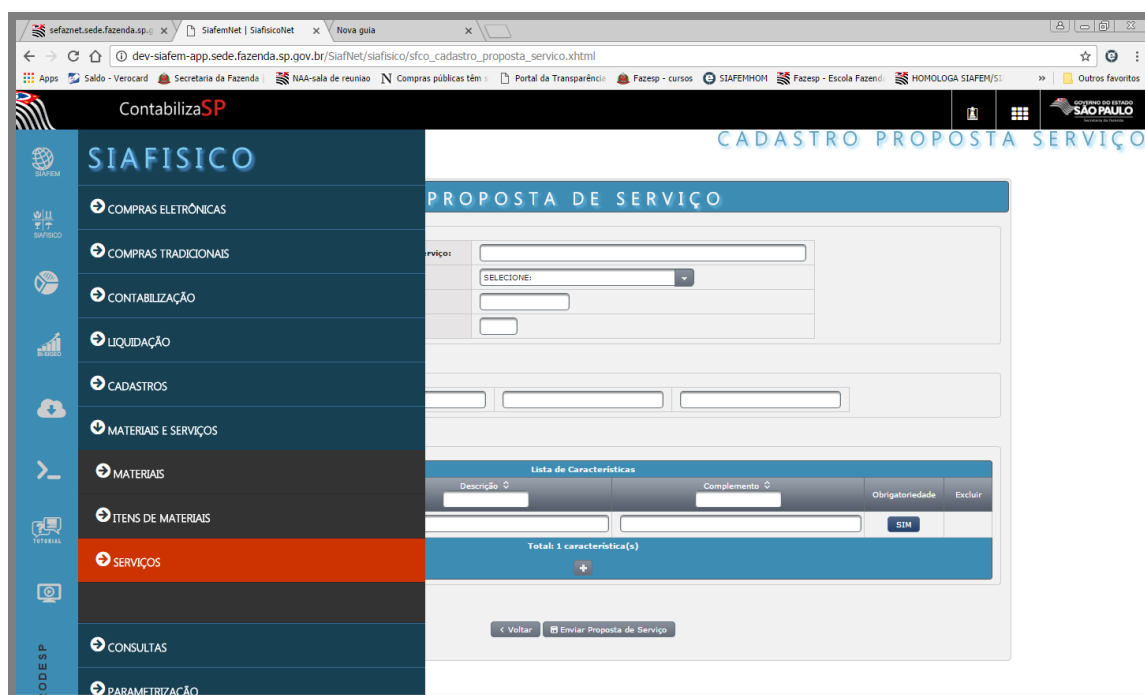 sefaznet.sede.fazenda.sp.g
SiafemNet | SiafisicoNet
Nova guia
dev-siafem-app.sede.fazenda.sp.gov.br/SiafNet/siafisico/sfco_cadastro_proposta_servico.xhtml
Apps Saldo - Verocard Secretaria da Fazenda | NAA-sala de reuniao Compras públicas têm Portal da Transparência Fazesp - cursos SIAFEMHOM Fazesp - Escola Fazend HOMOLOGA SIAFEM/S » Outros favoritos
ContabilizaSP
GOVERNO DO ESTADO
SÃO PAULO
Secretaria da Fazenda
CADASTRO PROPOSTA SERVIÇO
SIAFEM
SIAFISICO
PROPOSTA DE SERVIÇO
COMPRAS ELETRÔNICAS
SIAFISICO
COMPRAS TRADICIONAIS
erviço:
SELECIONE:
CONTABILIZAÇÃO
LIQUIDAÇÃO
CADASTROS
MATERIAIS E SERVIÇOS
MATERIAIS
Lista de Características
Descrição
Complemento
Obrigatoriedade
Excluir
ITENS DE MATERIAIS
SIM
TUTORIAL
Total: 1 característica(s)
SERVIÇOS
< Voltar
Enviar Proposta de Serviço
CONSULTAS
ODESP
PARAMETRIZAÇÃO